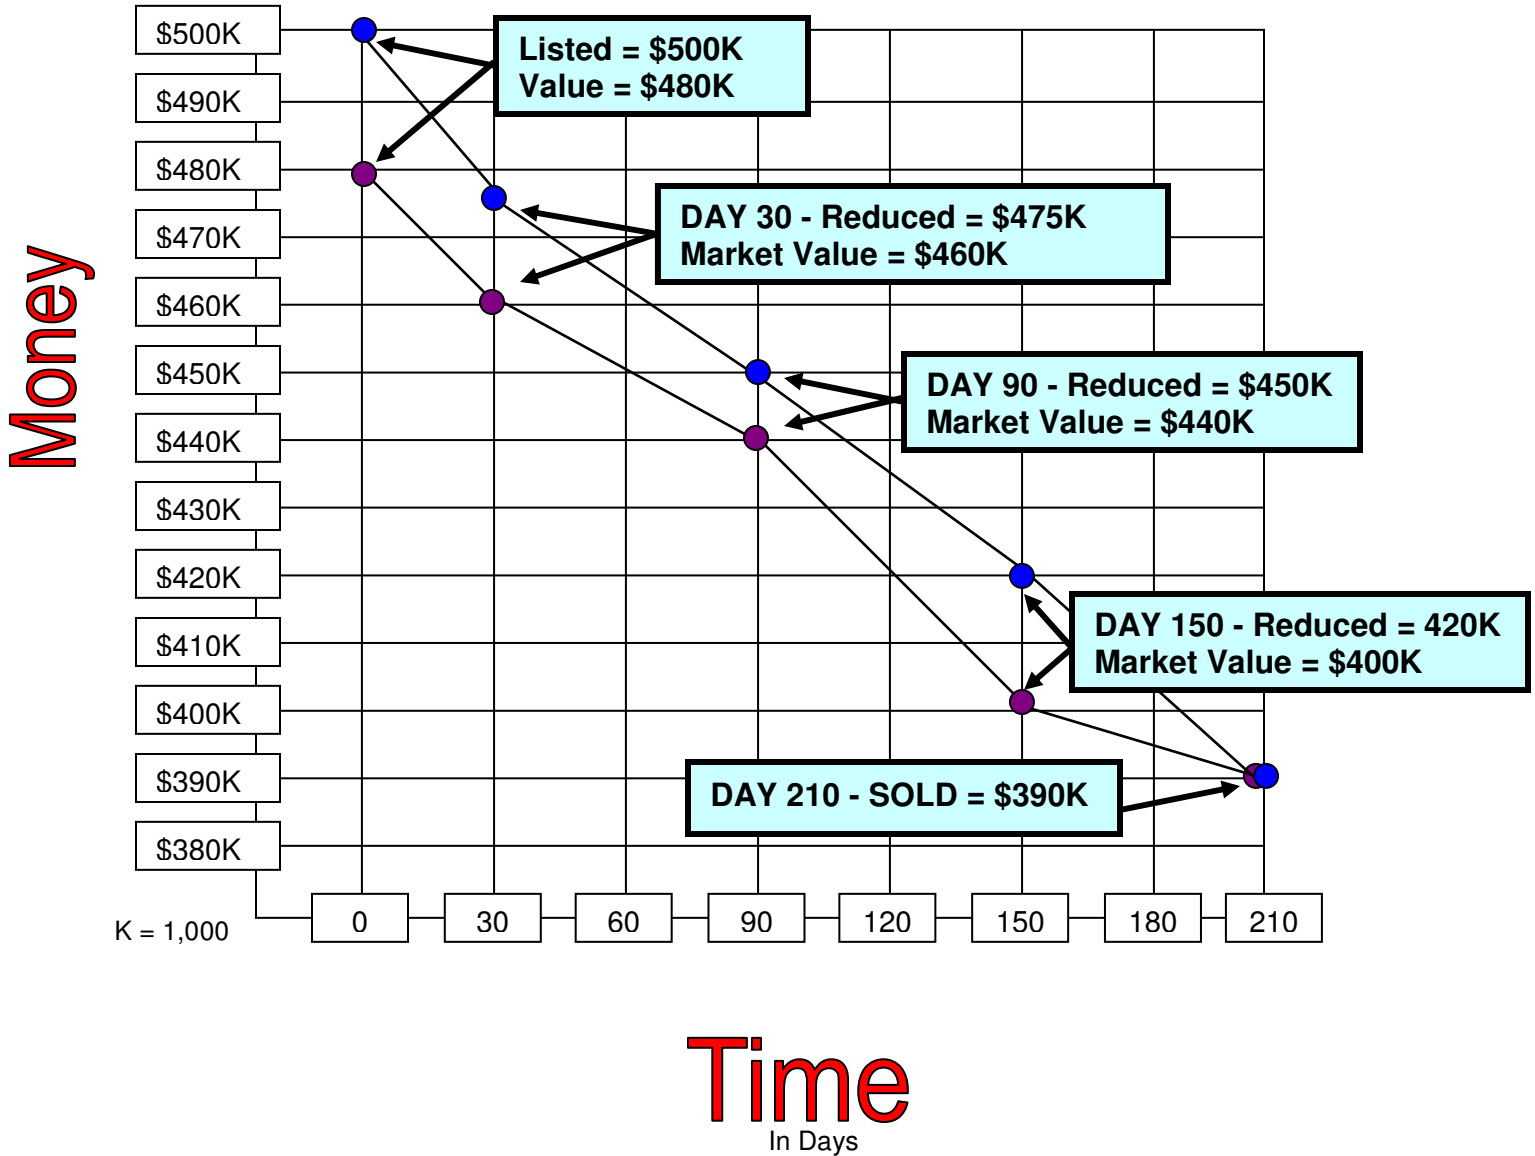 $500K
$490K
$480K
$470K
$460K
$450K
$440K
$430K
$420K
$410K
$400K
$390K
$380K
Money
Listed = $500K
Value = $480K
DAY 30 - Reduced = $475K
Market Value = $460K
DAY 90 - Reduced = $450K
Market Value = $440K
DAY 150 - Reduced = 420K
Market Value = $400K
DAY 210 - SOLD = $390K
K = 1,000
0 30 60 90 120 150 180 210
Time
In Days